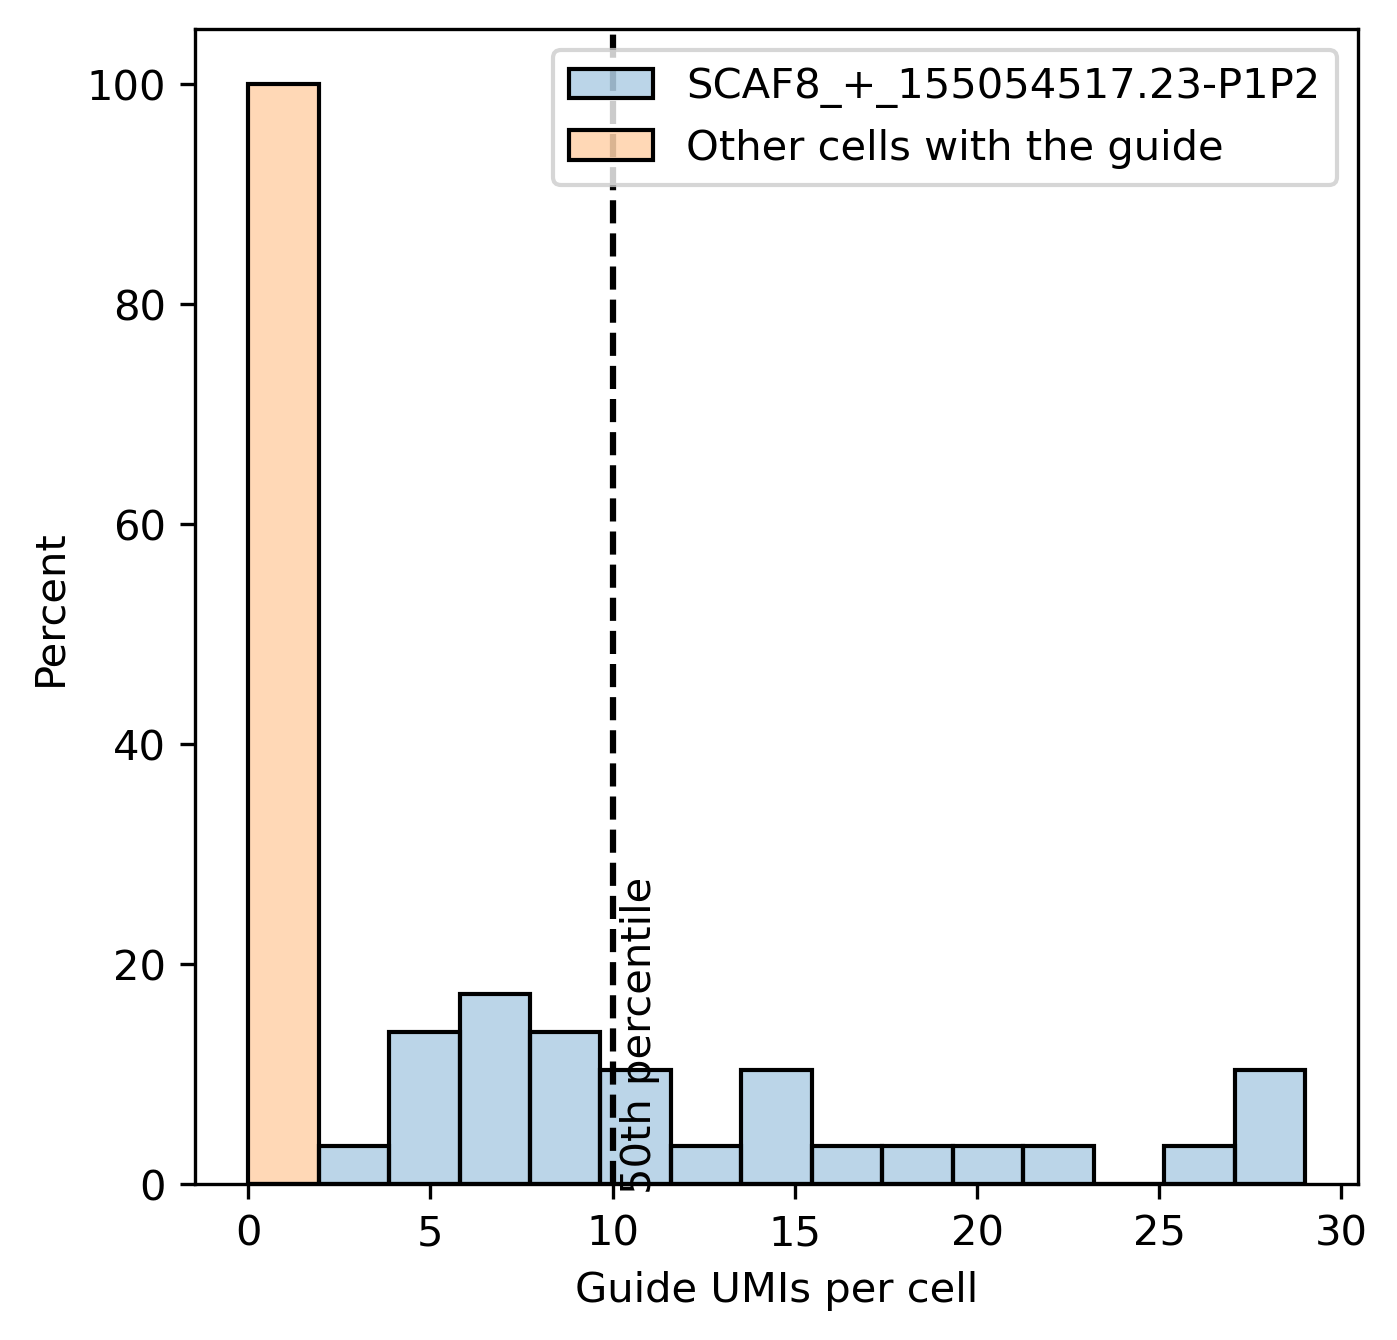 SCAF8_+_155054517.23-P1P2
Other cells with the guide
100
80
60
40
20
0
Percent
50th percentile
0 5 10 15 20 25 30
Guide UMIs per cell